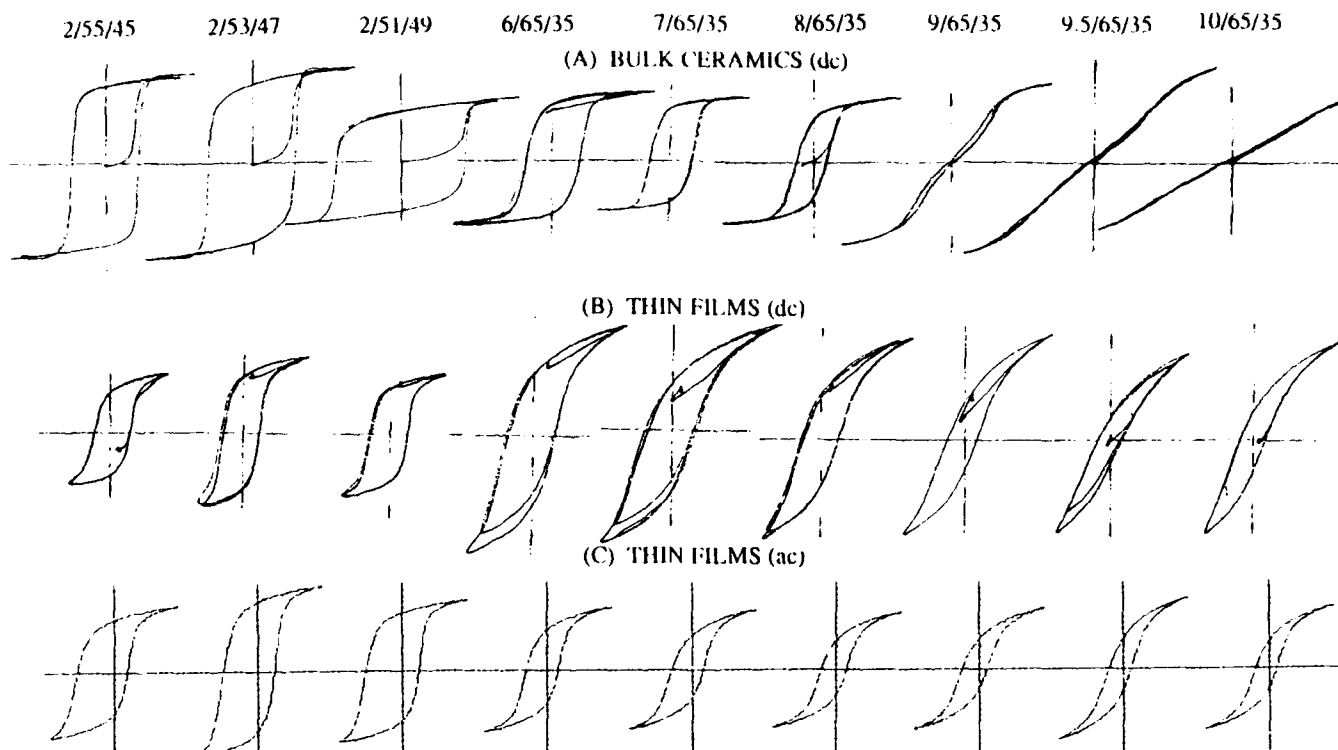 2/55/45 2/53/47 2/51/49 6/65/35 7/65/35 8/65/35 9/65/35 9.5/65/35 10/65/35
(A) BULK CERAMICS (dc)
(B) THIN FILMS (dc)
(C) THIN FILMS (ac)